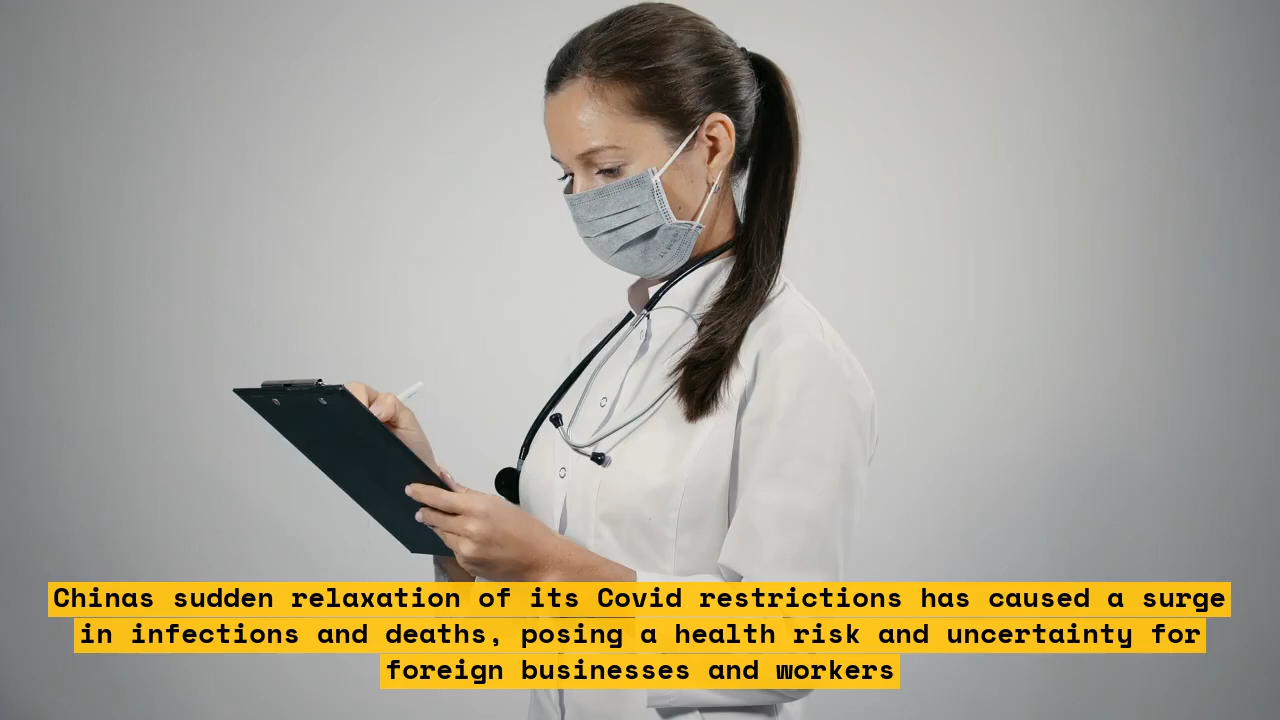 Chinas sudden relaxation of its Covid restrictions has caused a surge
in infections and deaths, posing a health risk and uncertainty for
foreign businesses and workers